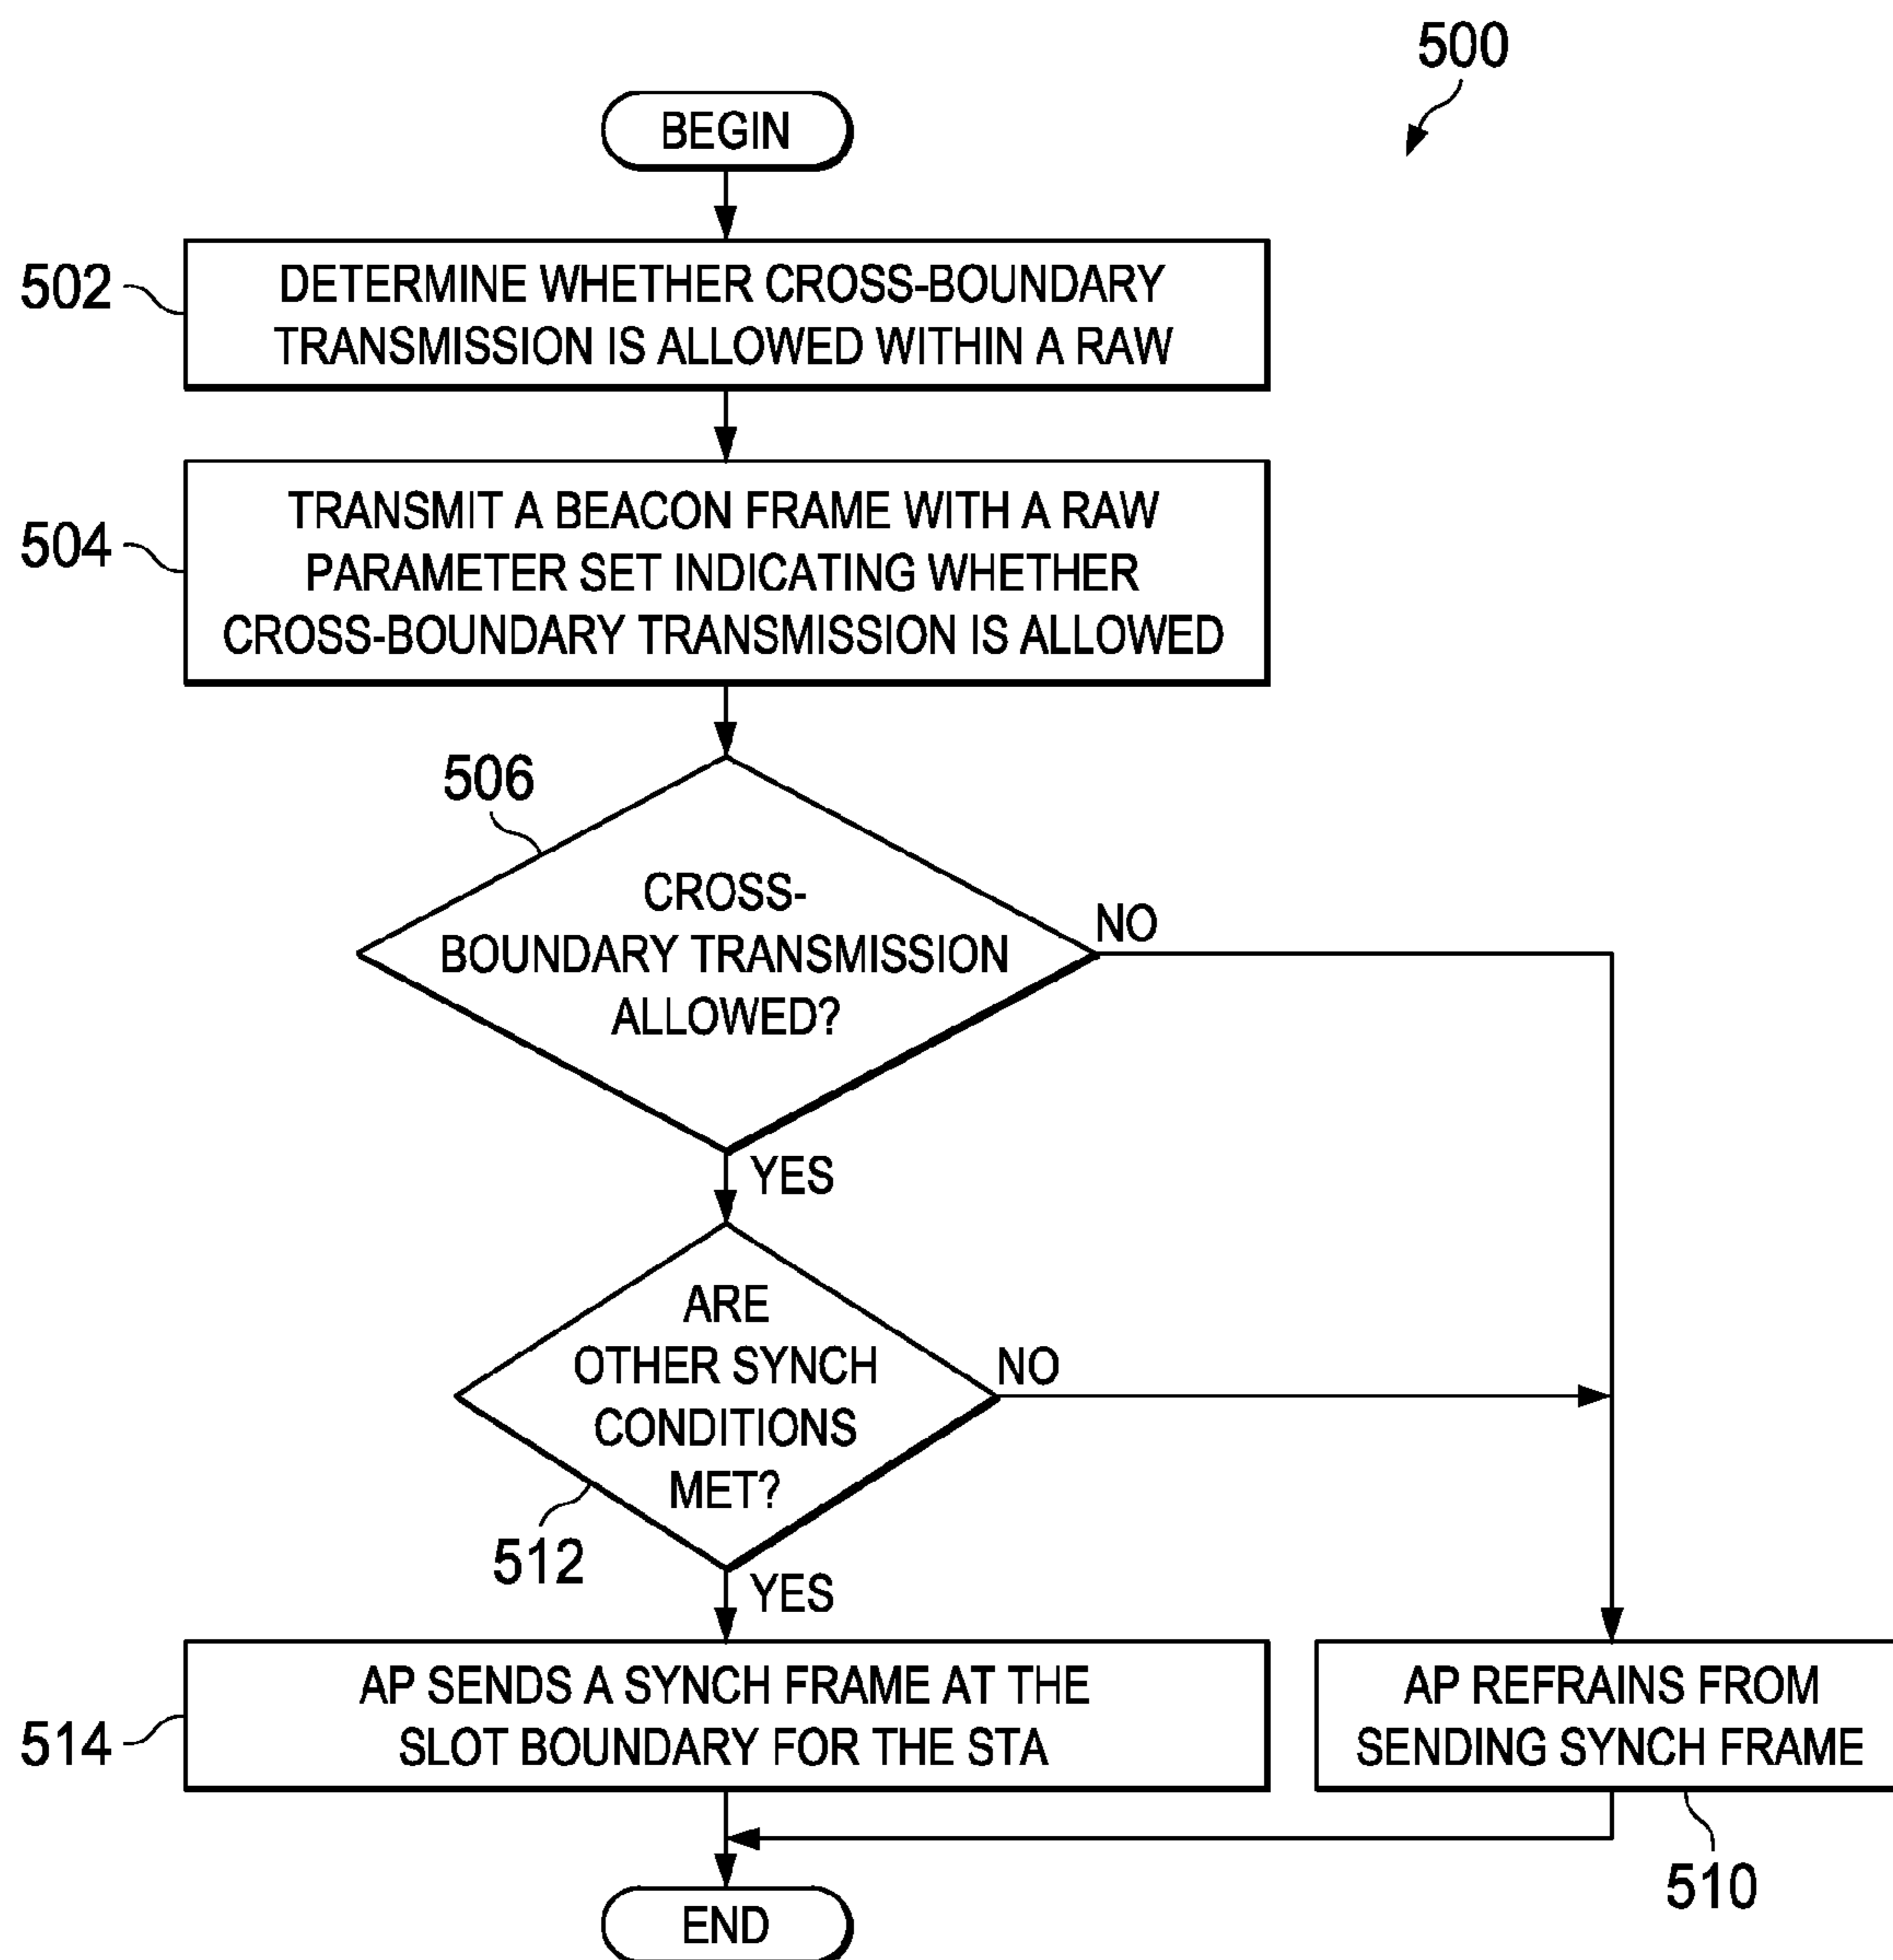 500
BEGIN
502
DETERMINE WHETHER CROSS-BOUNDARY
TRANSMISSION IS ALLOWED WITHIN A RAW
504
TRANSMIT A BEACON FRAME WITH A RAW
PARAMETER SET INDICATING WHETHER
CROSS-BOUNDARY TRANSMISSION IS ALLOWED
506
CROSS-
BOUNDARY TRANSMISSION
ALLOWED?
NO
YES
ARE
OTHER SYNCH
CONDITIONS
MET?
NO
512
YES
514
AP SENDS A SYNCH FRAME AT THE
SLOT BOUNDARY FOR THE STA
AP REFRAINS FROM
SENDING SYNCH FRAME
510
END